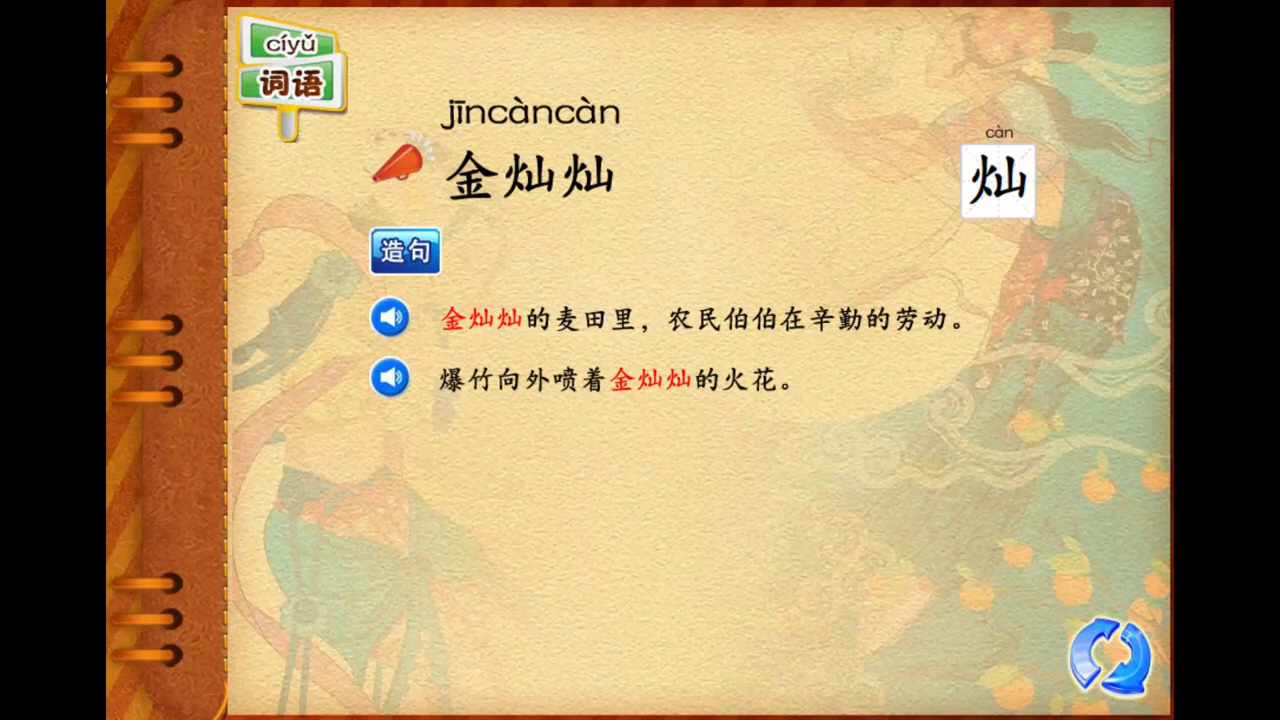 cíyǔ
词语
jīncàncàn
金灿灿
càn
灿
造句
金灿灿的麦田里，农民伯伯在辛勤的劳动。
爆竹向外喷着金灿灿的火花。